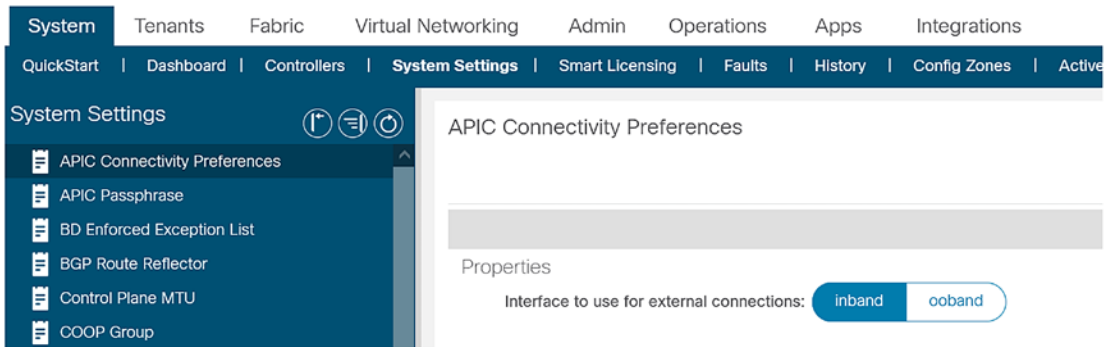 System Tenants Fabric Virtual Networking Admin Operations Apps Integrations
QuickStart | Dashboard | Controllers | System Settings | Smart Licensing | Faults | History | Config Zones | Active
System Settings
APIC Connectivity Preferences
APIC Passphrase
BD Enforced Exception List
BGP Route Reflector
Control Plane MTU
COOP Group
APIC Connectivity Preferences
Properties
Interface to use for external connections: inband ooband